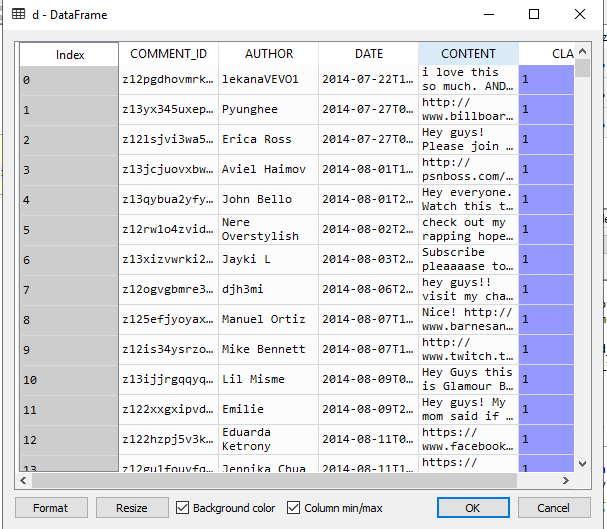 d - DataFrame
Index COMMENT_ID AUTHOR DATE CONTENT CLA
0 z12pgdhovmrk… lekanaVEVO1 2014-07-22T1… i love this
so much. AND…
1 z13yx345uxep… Pyunghee 2014-07-27T0… http://
www.billboar…
2 z12lsjvi3wa5… Erica Ross 2014-07-27T0… Hey guys!
Please join …
3 z13jcjuovxbw… Aviel Haimov 2014-08-01T1… http://
psnboss.com/…
4 z13qybua2yfy… John Bello 2014-08-01T2… Hey everyone.
Watch this t…
5 z12rw1o4zvid… Nere
Overstylish 2014-08-02T2… check out my
rapping hope…
6 z13xizvwrki2… Jayki L 2014-08-03T2… Subscribe
pleaaaase to…
7 z12ogvgbmre3… djh3mi 2014-08-06T2… hey guys!!
visit my cha…
8 z125efjyoyax… Manuel Ortiz 2014-08-07T1… Nice! http://
www.barnesan…
9 z12is34ysrzo… Mike Bennett 2014-08-07T1… http://
www.twitch.t…
10 z13ijjrgqqyq… Lil Misme 2014-08-09T0… Hey Guys this
is Glamour B…
11 z122xxgxipvd… Emilie 2014-08-09T2… Hey guys! My
mom said if …
12 z122hzpj5v3k… Eduarda
Ketrony 2014-08-11T0… https://
www.facebook…
13 Jennika Chua 2014-08-12T0… https://
1
1
1
1
1
1
1
1
1
1
1
1
1
1
Format Resize Background color Column min/max OK Cancel